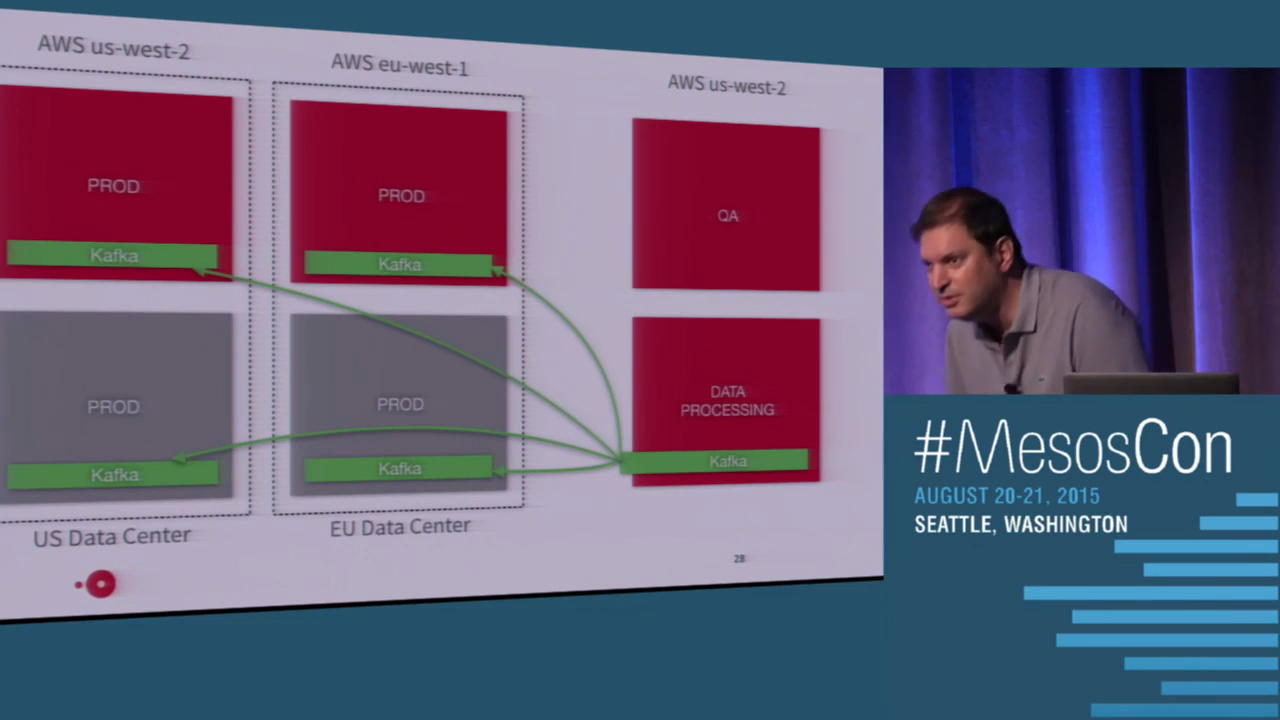 AWS us-west-2
AWS eu-west-1
AWS us-west-2
PROD
PROD
QA
Kafka
Kafka
PROD
PROD
DATA
PROCESSING
Kafka
Kafka
Kafka
US Data Center
EU Data Center
28
#MesosCon
AUGUST 20-21, 2015
SEATTLE, WASHINGTON